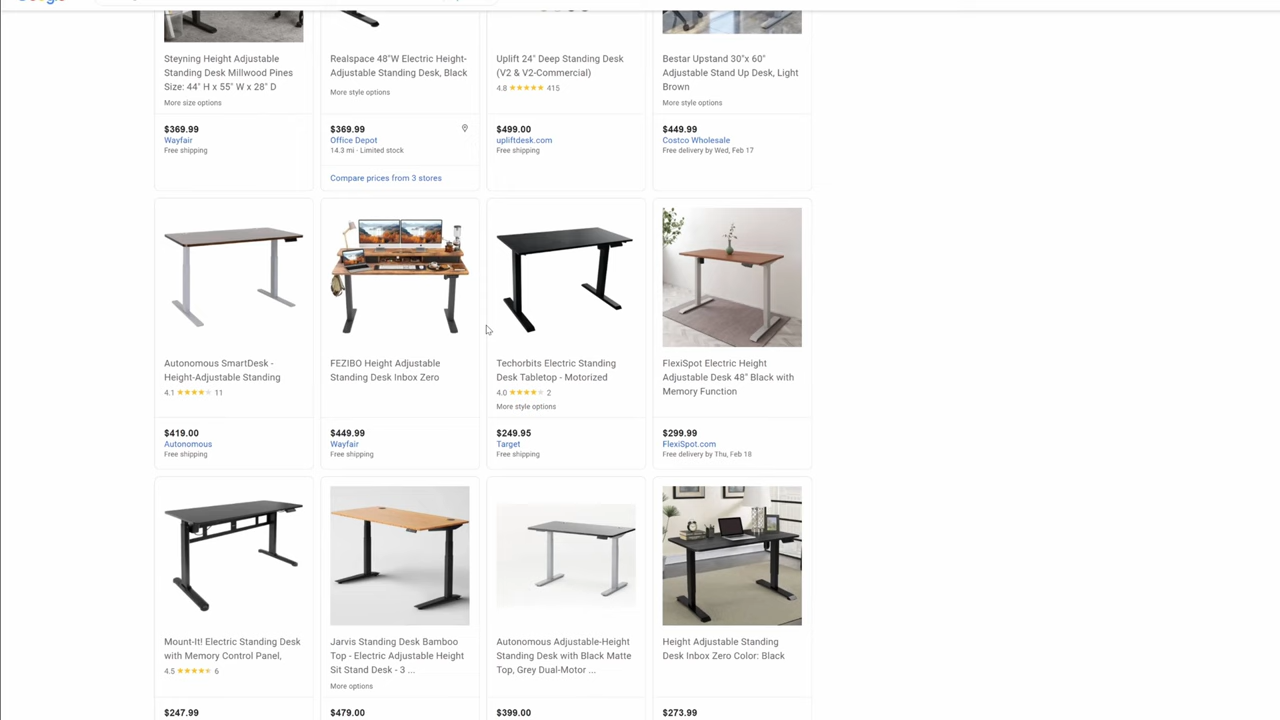 Steyning Height Adjustable
Standing Desk Millwood Pines
Size: 44" H x 55" W x 28" D
More size options
$369.99
Wayfair
Free shipping
Realspace 48"W Electric Height-
Adjustable Standing Desk, Black
More style options
$369.99
Office Depot
14.3 mi · Limited stock
Compare prices from 3 stores
Uplift 24" Deep Standing Desk
(V2 & V2-Commercial)
4.8 ★★★★★ 415
$499.00
upliftdesk.com
Free shipping
Bestar Upstand 30"x 60"
Adjustable Stand Up Desk, Light
Brown
More style options
$449.99
Costco Wholesale
Free delivery by Wed, Feb 17
Autonomous SmartDesk -
Height-Adjustable Standing
4.1 ★★★★★ 11
$419.00
Autonomous
Free shipping
FEZIBO Height Adjustable
Standing Desk Inbox Zero
$449.99
Wayfair
Free shipping
Techorbits Electric Standing
Desk Tabletop - Motorized
4.0 ★★★★★ 2
More style options
$249.95
Target
Free shipping
FlexiSpot Electric Height
Adjustable Desk 48" Black with
Memory Function
$299.99
FlexiSpot.com
Free delivery by Thu, Feb 18
Mount-It! Electric Standing Desk
with Memory Control Panel,
4.5 ★★★★★ 6
$247.99
Jarvis Standing Desk Bamboo
Top - Electric Adjustable Height
Sit Stand Desk - 3 ...
More options
$479.00
Autonomous Adjustable-Height
Standing Desk with Black Matte
Top, Grey Dual-Motor ...
$399.00
Height Adjustable Standing
Desk Inbox Zero Color: Black
$273.99